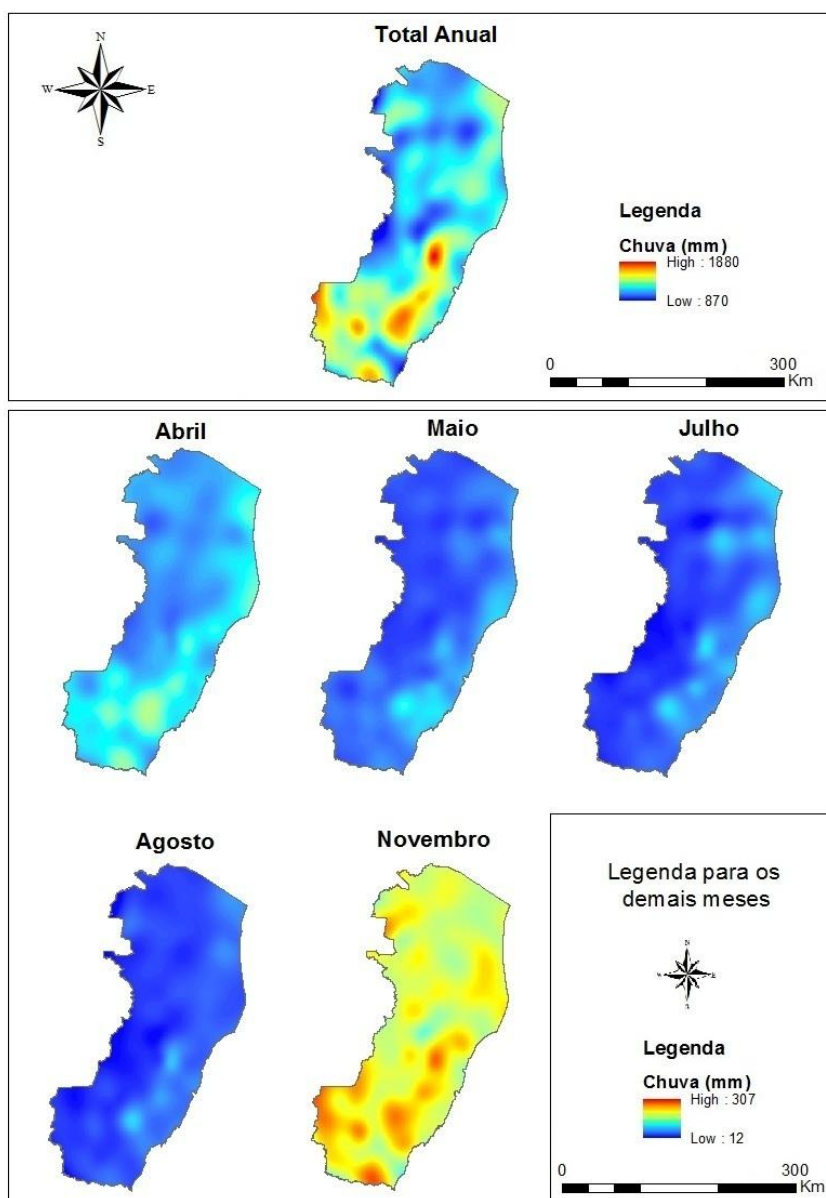 Total Anual
N
W E
S
Legenda
Chuva (mm)
High : 1880
Low : 870
0 300
Km
Abril Maio Julho
Agosto Novembro
Legenda para os
demais meses
N
Legenda
Chuva (mm)
High : 307
Low : 12
0 300
Km